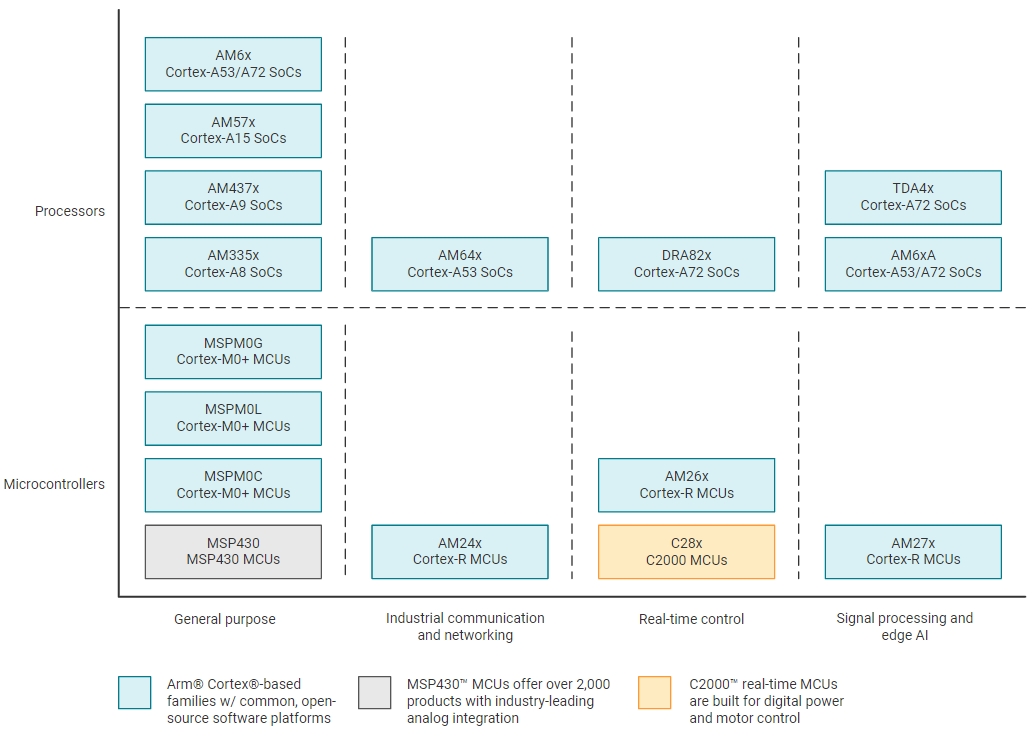 AM6x
Cortex-A53/A72 SoCs
AM57x
Cortex-A15 SoCs
Processors
AM437x
Cortex-A9 SoCs
TDA4x
Cortex-A72 SoCs
AM335x
Cortex-A8 SoCs
AM64x
Cortex-A53 SoCs
DRA82x
Cortex-A72 SoCs
AM6xA
Cortex-A53/A72 SoCs
MSPM0G
Cortex-M0+ MCUs
MSPM0L
Cortex-M0+ MCUs
Microcontrollers
MSPM0C
Cortex-M0+ MCUs
AM26x
Cortex-R MCUs
MSP430
MSP430 MCUs
AM24x
Cortex-R MCUs
C28x
C2000 MCUs
AM27x
Cortex-R MCUs
General purpose
Industrial communication
and networking
Real-time control
Signal processing and
edge AI
Arm® Cortex®-based
families w/ common, open-
source software platforms
MSP430™ MCUs offer over 2,000
products with industry-leading
analog integration
C2000™ real-time MCUs
are built for digital power
and motor control